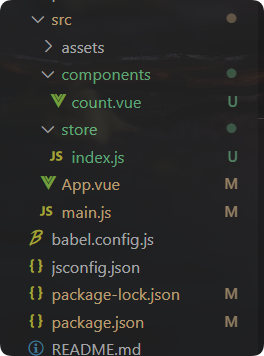 src
assets
components
count.vue U
store
JS index.js U
App.vue M
JS main.js M
babel.config.js
{} jsconfig.json
{} package-lock.json M
{} package.json M
README.md